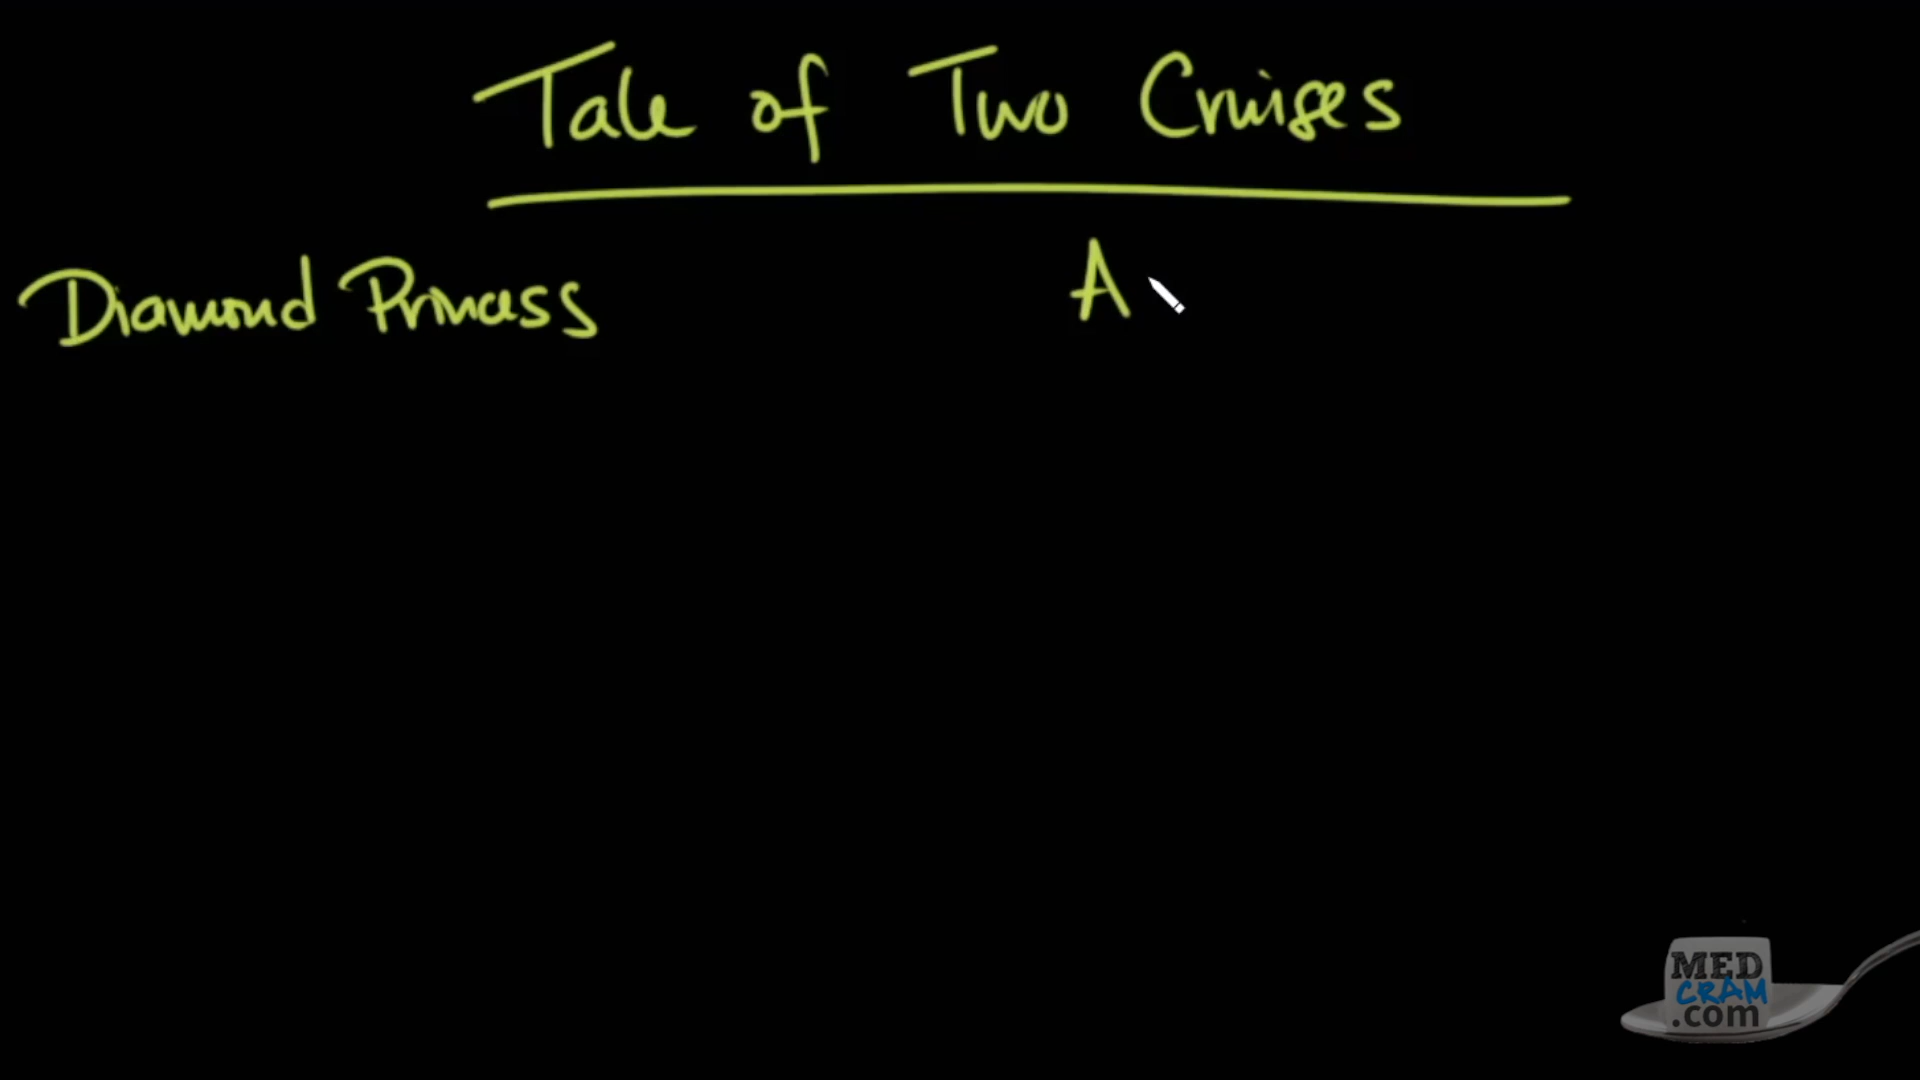 Tale of Two Cruises
Diamond Princess A
MED
CRAM
.com